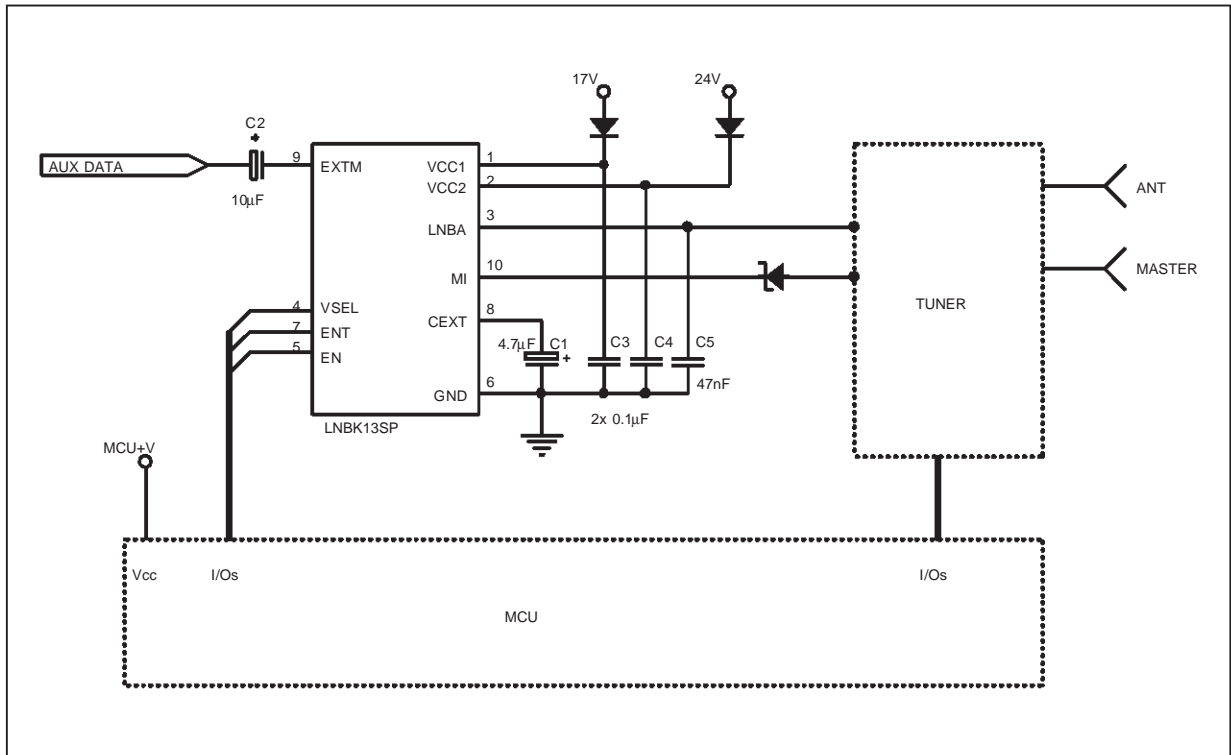 17V
24V
C2
+
AUX DATA
10µF
9
EXTM
VCC1
1
VCC2
2
LNBA
3
MI
10
CEXT
8
GND
6
4
VSEL
7
ENT
5
EN
LNBK13SP
4.7µF
C1
+
C3
C4
C5
47nF
2x 0.1µF
TUNER
ANT
MASTER
MCU+V
Vcc
I/Os
I/Os
MCU